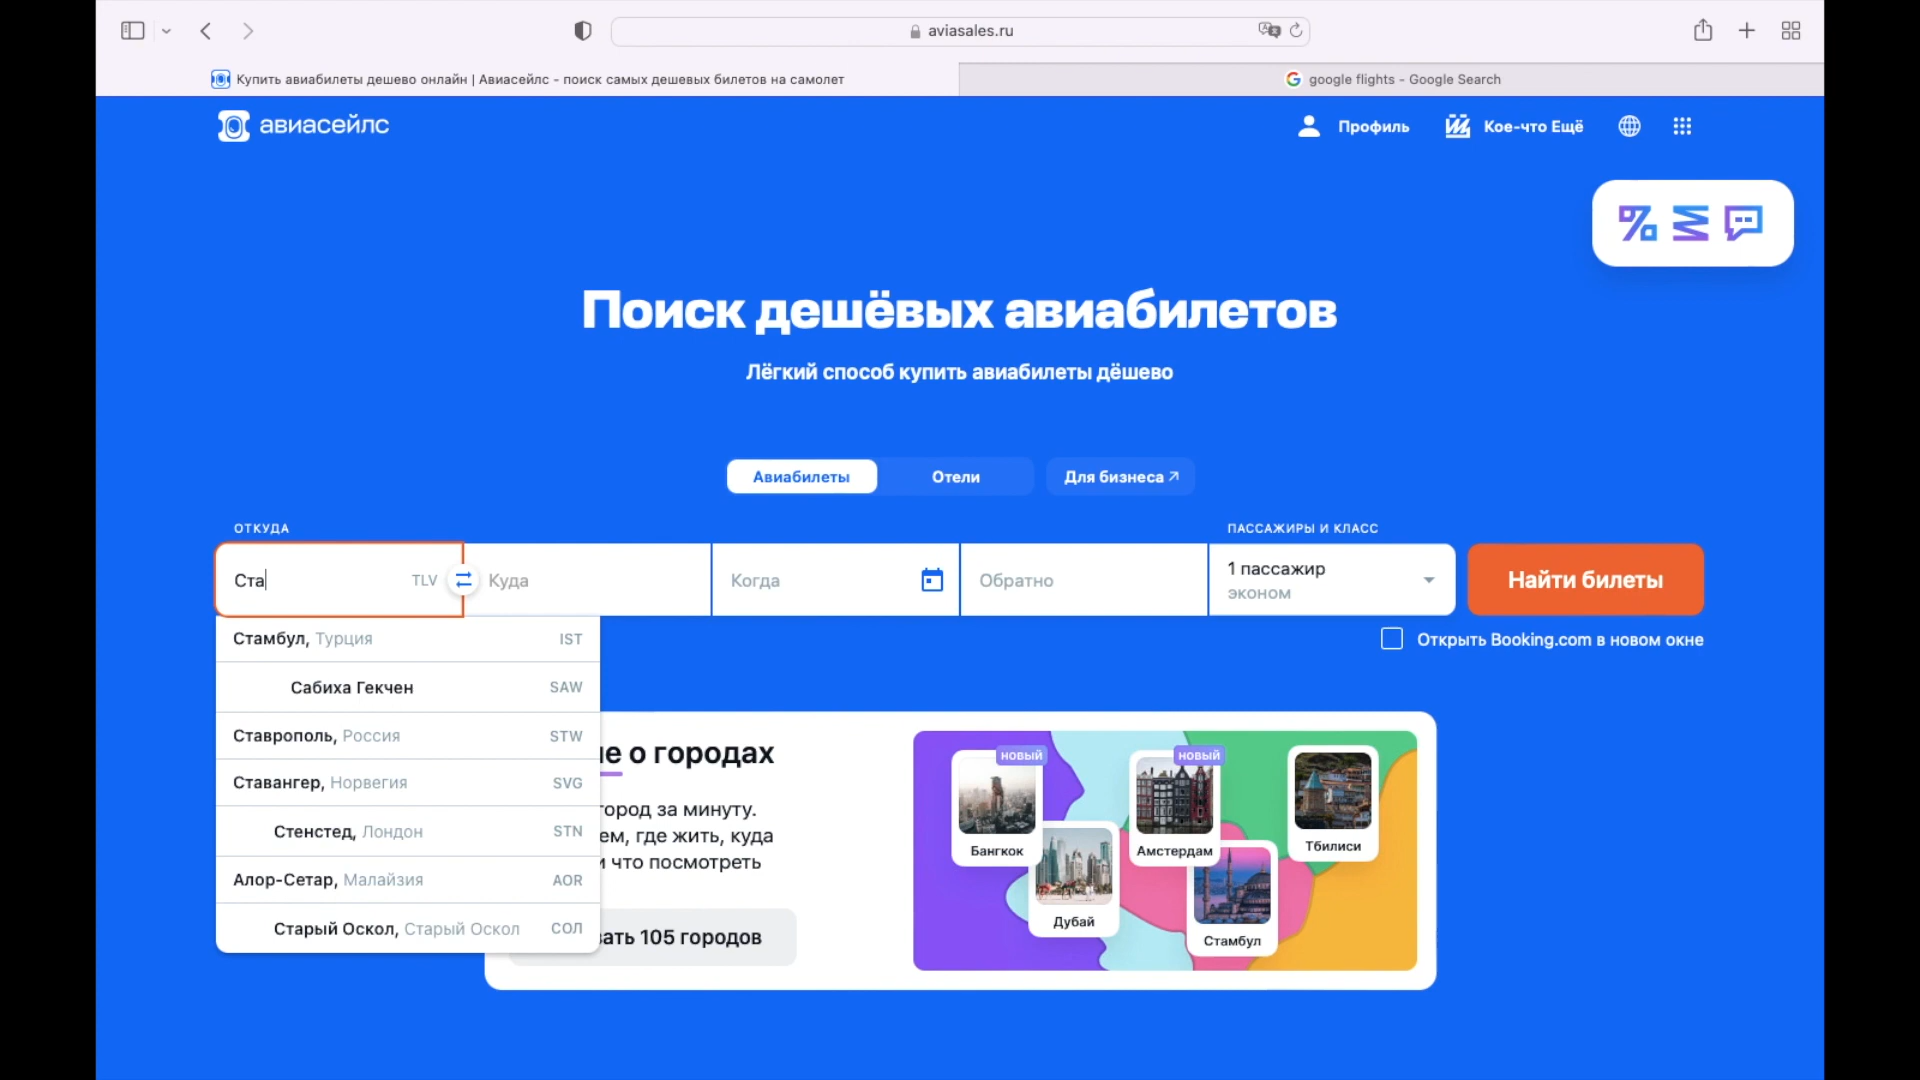 aviasales.ru
Купить авиабилеты дешево онлайн | Авиасейлс - поиск самых дешевых билетов на самолет
google flights - Google Search
авиасейлс
Профиль
Кое-что Ещё
Поиск дешёвых авиабилетов
Лёгкий способ купить авиабилеты дёшево
Авиабилеты
Отели
Для бизнеса
ОТКУДА
ПАССАЖИРЫ И КЛАСС
Ста
TLV
Куда
Когда
Обратно
1 пассажир
эконом
Найти билеты
Открыть Booking.com в новом окне
Стамбул, Турция IST
Сабиха Гекчен SAW
Ставрополь, Россия STW
Ставангер, Норвегия SVG
Стенстед, Лондон STN
Алор-Сетар, Малайзия AOR
Старый Оскол, Старый Оскол СОЛ
о городах
город за минуту.
где жить, куда
и что посмотреть
105 городов
НОВЫЙ
НОВЫЙ
Бангкок
Амстердам
Тбилиси
Дубай
Стамбул